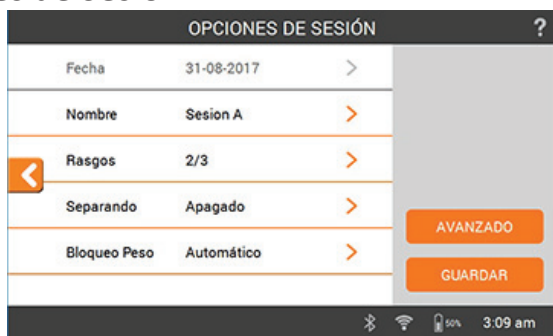 OPCIONES DE SESIÓN ?
Fecha 31-08-2017 >
Nombre Sesion A >
Rasgos 2/3 >
Separando Apagado >
Bloqueo Peso Automático >
AVANZADO
GUARDAR
50% 3:09 am